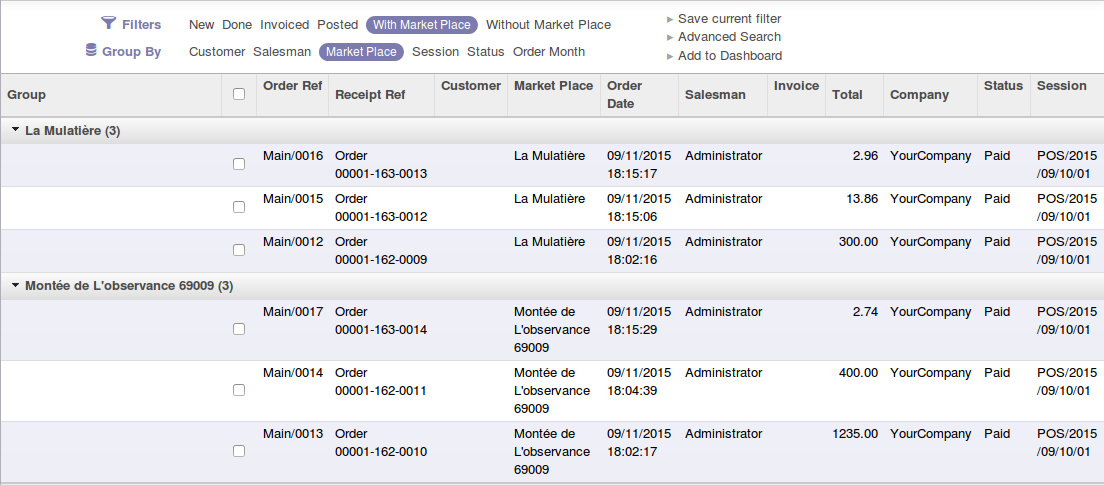 Filters New Done Invoiced Posted With Market Place Without Market Place
Group By Customer Salesman Market Place Session Status Order Month
Save current filter
Advanced Search
Add to Dashboard
Group Order Ref Receipt Ref Customer Market Place Order Date Salesman Invoice Total Company Status Session
La Mulatière (3)
Main/0016 Order La Mulatière 09/11/2015 Administrator 2.96 YourCompany Paid POS/2015
00001-163-0013 18:15:17 /09/10/01
Main/0015 Order La Mulatière 09/11/2015 Administrator 13.86 YourCompany Paid POS/2015
00001-163-0012 18:15:06 /09/10/01
Main/0012 Order La Mulatière 09/11/2015 Administrator 300.00 YourCompany Paid POS/2015
00001-162-0009 18:02:16 /09/10/01
Montée de L'observance 69009 (3)
Main/0017 Order Montée de 09/11/2015 Administrator 2.74 YourCompany Paid POS/2015
00001-163-0014 L'observance 18:15:29 /09/10/01
69009
Main/0014 Order Montée de 09/11/2015 Administrator 400.00 YourCompany Paid POS/2015
00001-162-0011 L'observance 18:04:39 /09/10/01
69009
Main/0013 Order Montée de 09/11/2015 Administrator 1235.00 YourCompany Paid POS/2015
00001-162-0010 L'observance 18:02:17 /09/10/01
69009